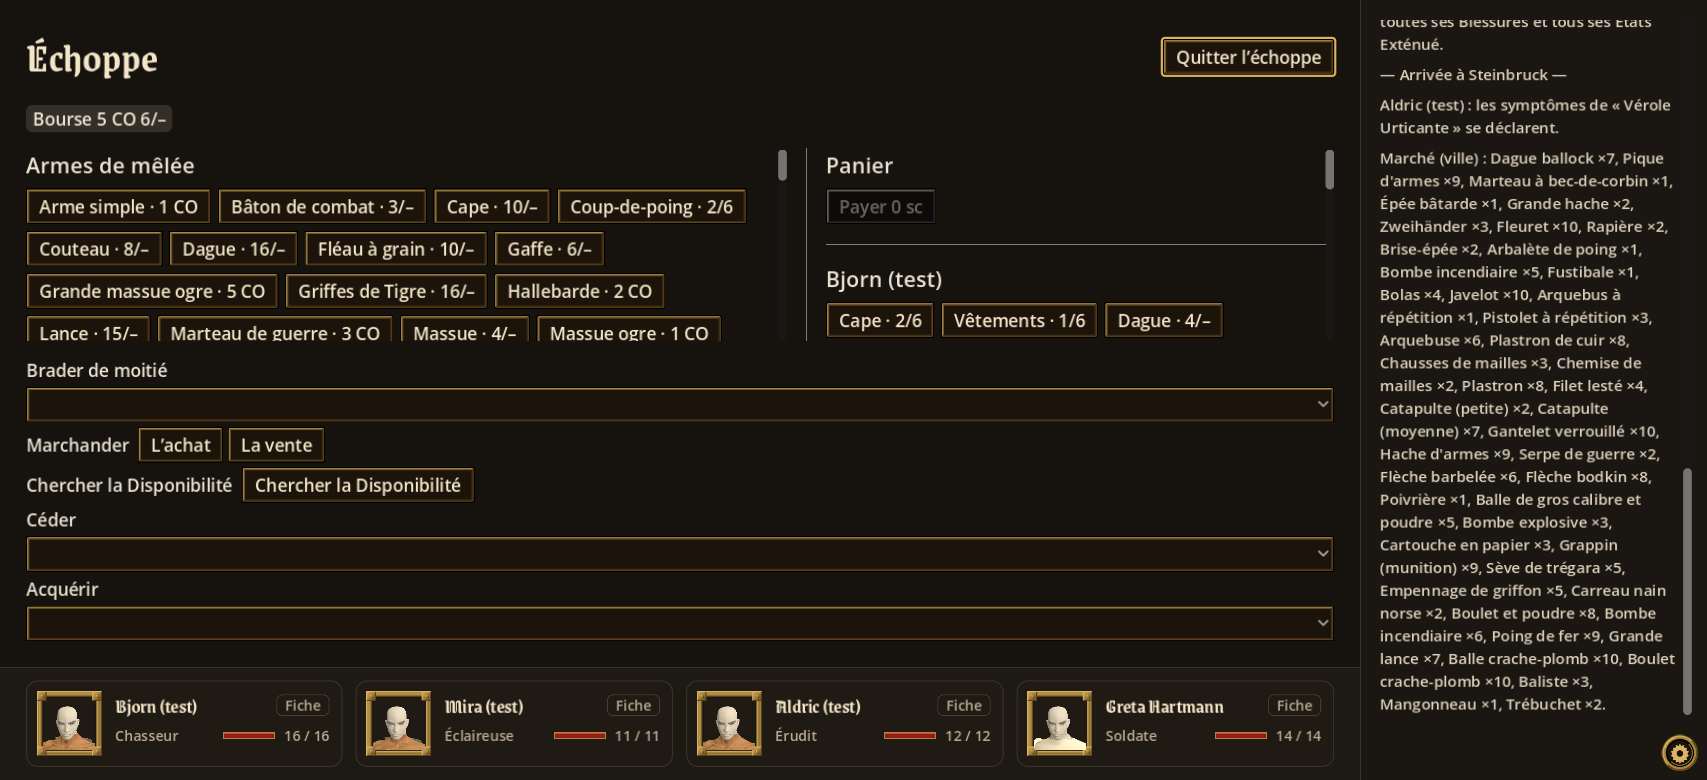 Échoppe
Quitter l’échoppe
Bourse 5 CO 6/–
Armes de mêlée
Arme simple · 1 CO
Bâton de combat · 3/–
Cape · 10/–
Coup-de-poing · 2/6
Couteau · 8/–
Dague · 16/–
Fléau à grain · 10/–
Gaffe · 6/–
Grande massue ogre · 5 CO
Griffes de Tigre · 16/–
Hallebarde · 2 CO
Lance · 15/–
Marteau de guerre · 3 CO
Massue · 4/–
Massue ogre · 1 CO
Panier
Payer 0 sc
Bjorn (test)
Cape · 2/6
Vêtements · 1/6
Dague · 4/–
Brader de moitié
Marchander
L’achat
La vente
Chercher la Disponibilité
Chercher la Disponibilité
Céder
Acquérir
Bjorn (test)
Fiche
Chasseur
16 / 16
Mira (test)
Fiche
Éclaireuse
11 / 11
Aldric (test)
Fiche
Érudit
12 / 12
Greta Hartmann
Fiche
Soldate
14 / 14
toutes ses Blessures et tous ses États
Exténué.
— Arrivée à Steinbruck —
Aldric (test) : les symptômes de « Vérole
Urticante » se déclarent.
Marché (ville) : Dague ballock ×7, Pique
d'armes ×9, Marteau à bec-de-corbin ×1,
Épée bâtarde ×1, Grande hache ×2,
Zweihänder ×3, Fleuret ×10, Rapière ×2,
Brise-épée ×2, Arbalète de poing ×1,
Bombe incendiaire ×5, Fustibale ×1,
Bolas ×4, Javelot ×10, Arquebus à
répétition ×1, Pistolet à répétition ×3,
Arquebuse ×6, Plastron de cuir ×8,
Chausses de mailles ×3, Chemise de
mailles ×2, Plastron ×8, Filet lesté ×4,
Catapulte (petite) ×2, Catapulte
(moyenne) ×7, Gantelet verrouillé ×10,
Hache d'armes ×9, Serpe de guerre ×2,
Flèche barbelée ×6, Flèche bodkin ×8,
Poivrière ×1, Balle de gros calibre et
poudre ×5, Bombe explosive ×3,
Cartouche en papier ×3, Grappin
(munition) ×9, Sève de trégara ×5,
Empennage de griffon ×5, Carreau nain
norse ×2, Boulet et poudre ×8, Bombe
incendiaire ×6, Poing de fer ×9, Grande
lance ×7, Balle crache-plomb ×10, Boulet
crache-plomb ×10, Baliste ×3,
Mangonneau ×1, Trébuchet ×2.